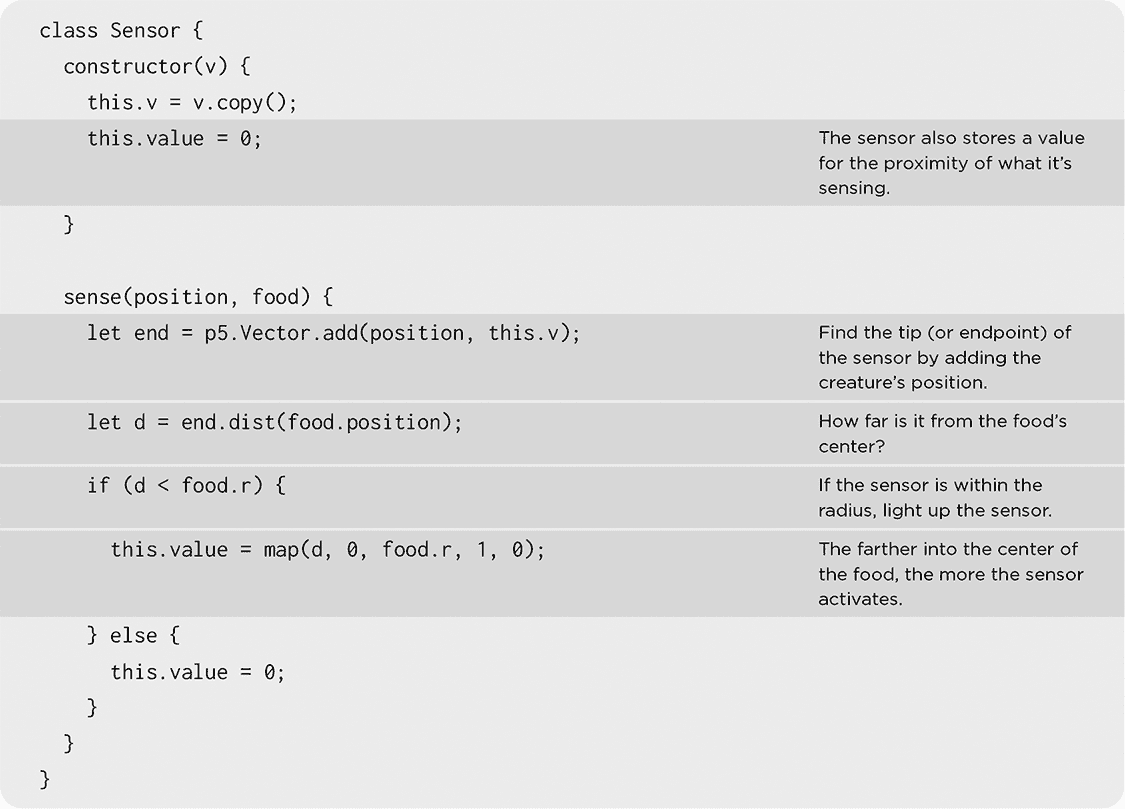 class Sensor {
constructor(v) {
this.v = v.copy();
this.value = 0;
The sensor also stores a value
for the proximity of what it’s
sensing.
}
sense(position, food) {
let end = p5.Vector.add(position, this.v);
Find the tip (or endpoint) of
the sensor by adding the
creature’s position.
let d = end.dist(food.position);
How far is it from the food’s
center?
if (d < food.r) {
If the sensor is within the
radius, light up the sensor.
this.value = map(d, 0, food.r, 1, 0);
The farther into the center of
the food, the more the sensor
activates.
} else {
this.value = 0;
}
}
}